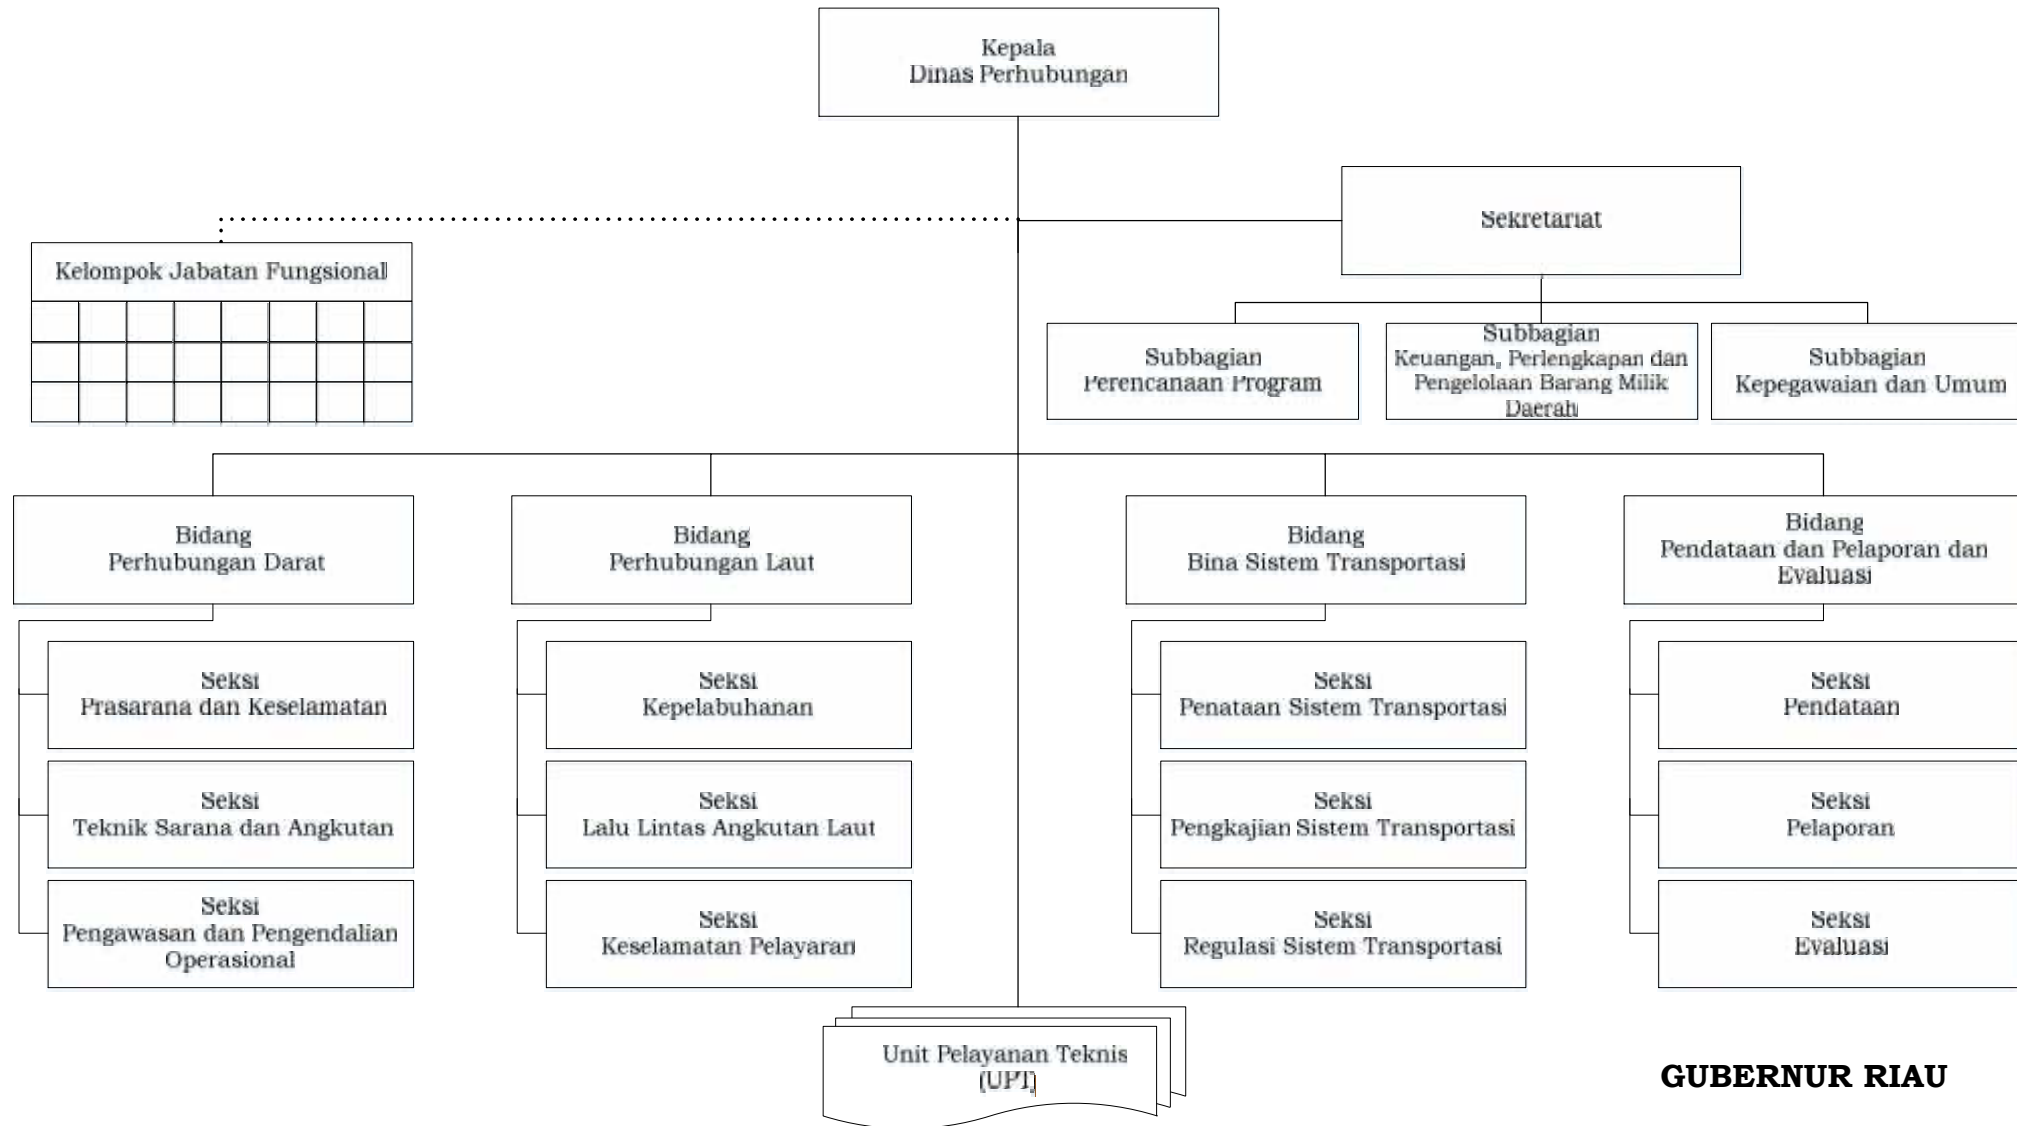 Kepala
Dinas Perhubungan
Sekretariat
Kelompok Jabatan Fungsional
Subbagian
Perencanaan Program
Subbagian
Keuangan, Perlengkapan dan
Pengelolaan Barang Milik
Daerah
Subbagian
Kepegawaian dan Umum
Bidang
Perhubungan Darat
Bidang
Perhubungan Laut
Bidang
Bina Sistem Transportasi
Bidang
Pendataan dan Pelaporan dan
Evaluasi
Seksi
Prasarana dan Keselamatan
Seksi
Kepelabuhanan
Seksi
Penataan Sistem Transportasi
Seksi
Pendataan
Seksi
Teknik Sarana dan Angkutan
Seksi
Lalu Lintas Angkutan Laut
Seksi
Pengkajian Sistem Transportasi
Seksi
Pelaporan
Seksi
Pengawasan dan Pengendalian
Operasional
Seksi
Keselamatan Pelayaran
Seksi
Regulasi Sistem Transportasi
Seksi
Evaluasi
Unit Pelayanan Teknis
(UPT)
GUBERNUR RIAU